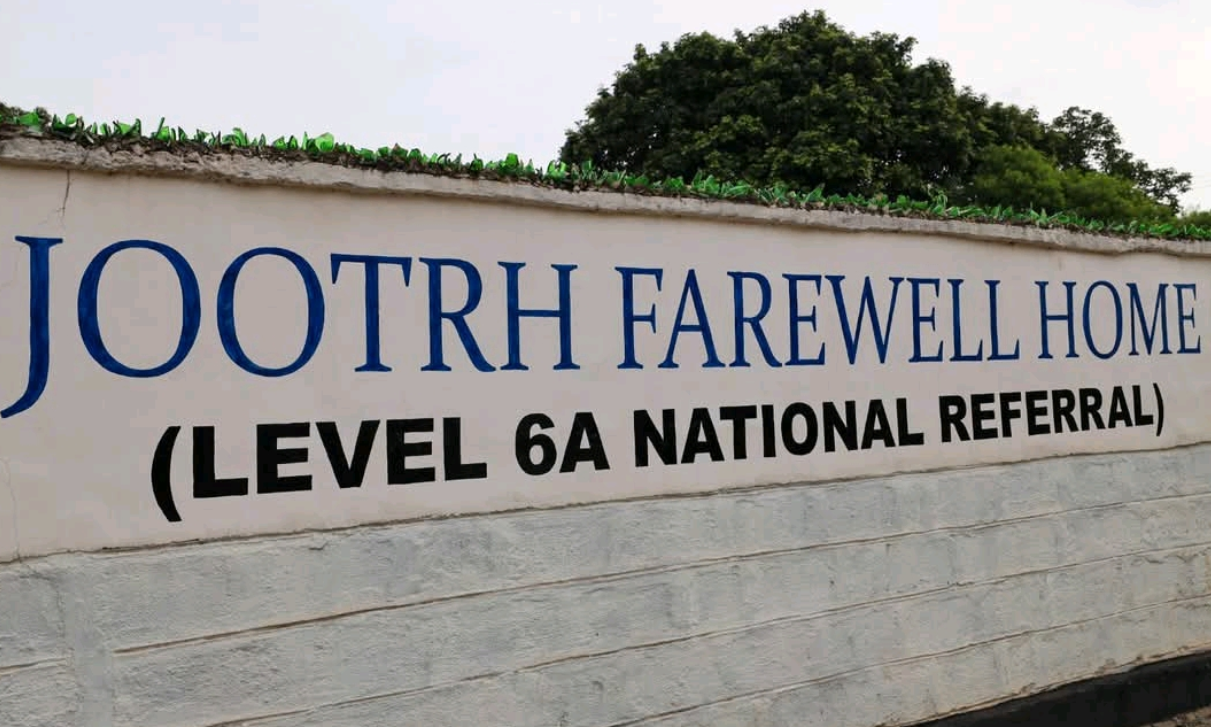 JOOTRH FAREWELL HOME
(LEVEL 6A NATIONAL REFERRAL)